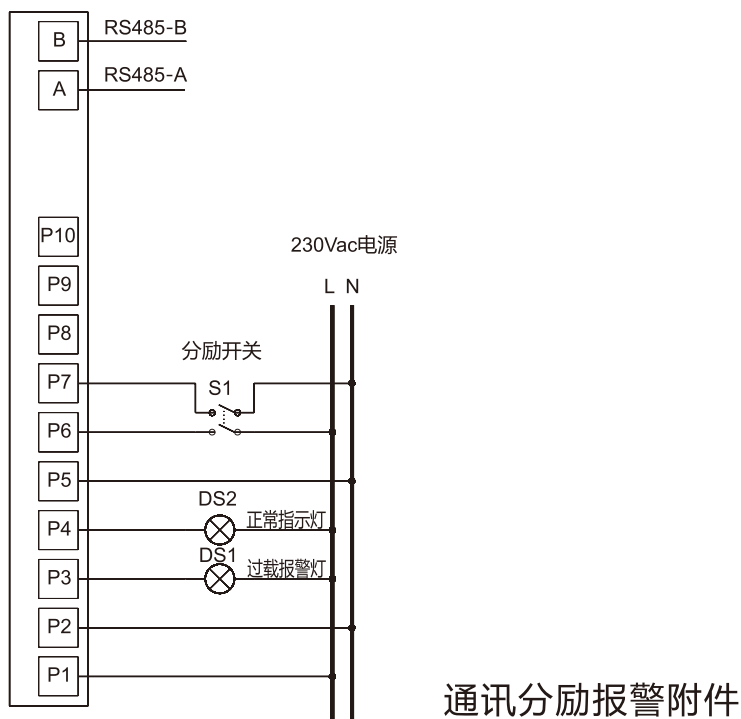 B RS485-B
A RS485-A
P10
230Vac电源
P9
L N
P8
分励开关
P7
S1
P6
P5
DS2
P4 正常指示灯
DS1
P3 过载报警灯
P2
P1
通讯分励报警附件